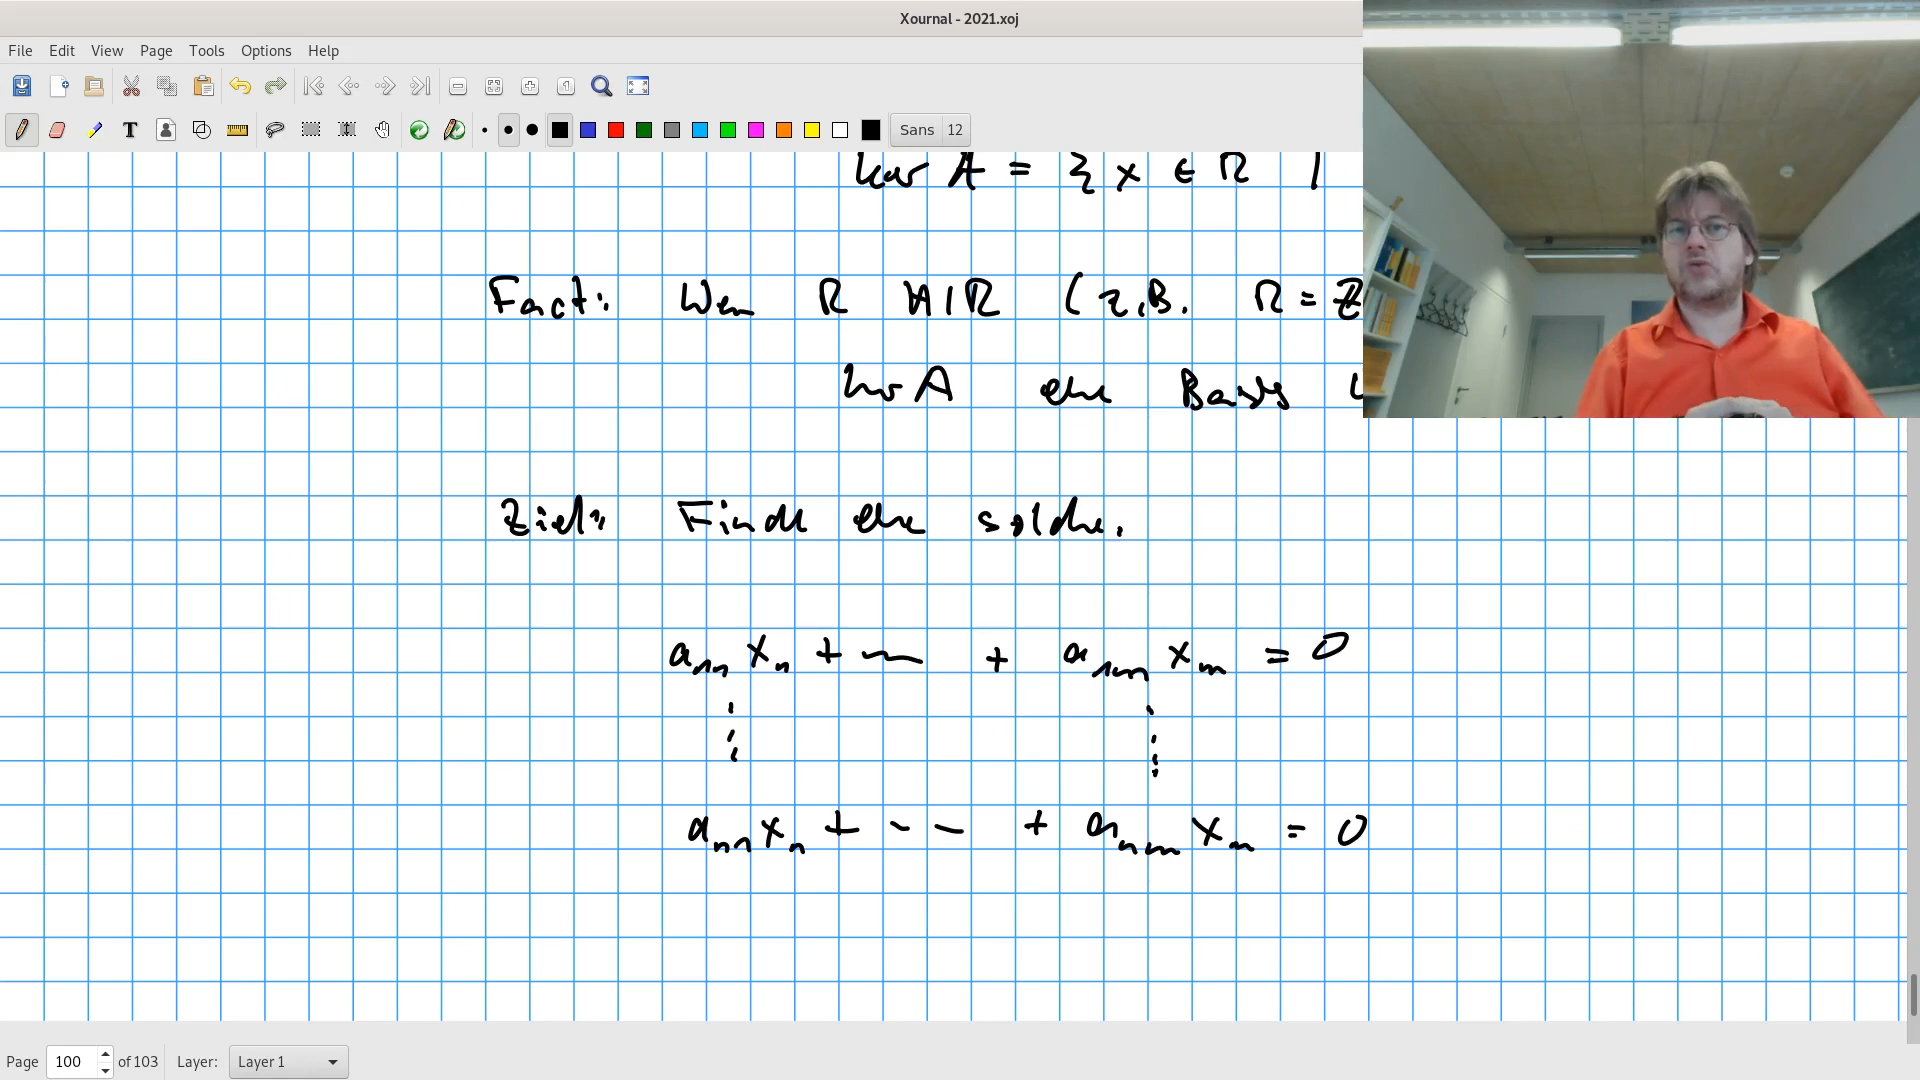 Xournal - 2021.xoj
File Edit View Page Tools Options Help
Sans 12
ker A = { x ∈ R |
Fact: Wenn R HIR (z.B. R = Z
ker A eine Basis
Ziel: Finde eine solche.
a₁₁ x₁ + ⋯ + a₁ₘ xₘ = 0
⋮ ⋮
aₙ₁ x₁ + ⋯ + aₙₘ xₘ = 0
Page 100 of 103 Layer: Layer 1